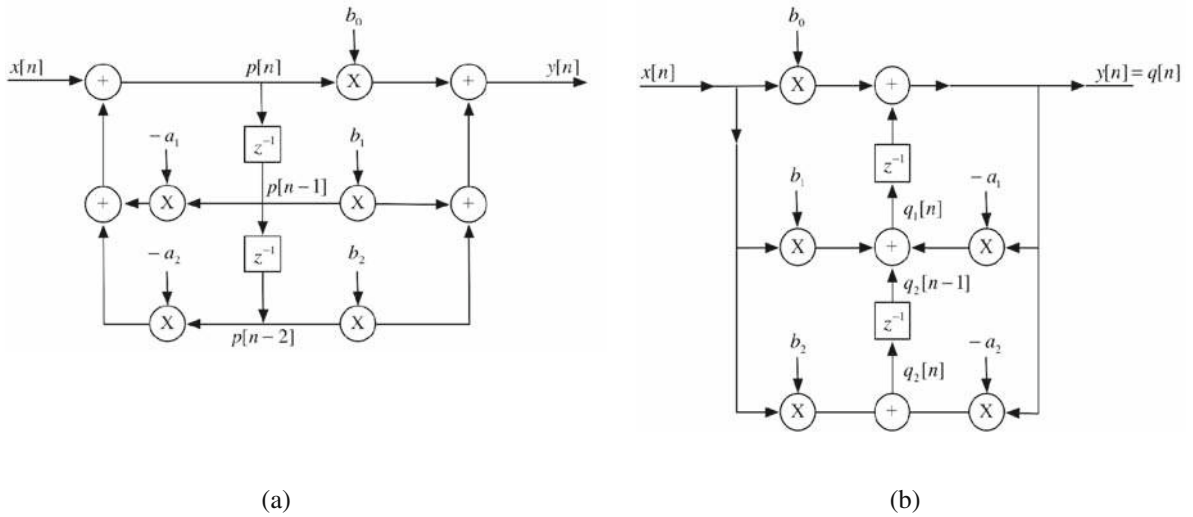 b₀
x[n] + p[n] X + y[n]
z⁻¹
− a₁ b₁
+ X p[n−1] X +
z⁻¹
− a₂ b₂
X p[n−2] X
(a)
b₀
x[n] X + y[n] = q[n]
z⁻¹
b₁ − a₁
q₁[n]
X + X
q₂[n−1]
z⁻¹
b₂ − a₂
q₂[n]
X + X
(b)